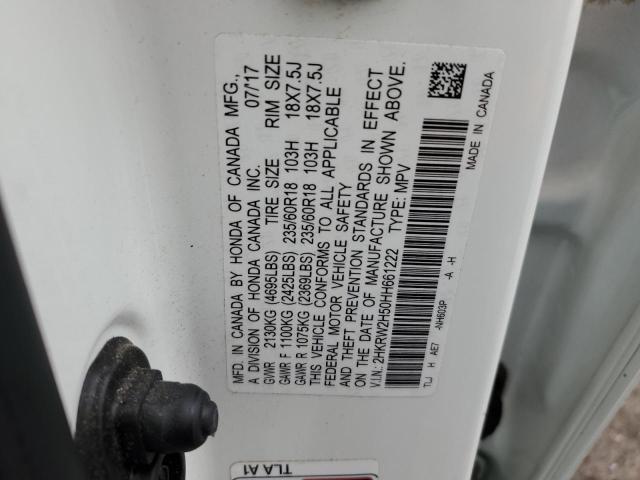 MFD. IN CANADA BY HONDA OF CANADA MFG.,
A DIVISION OF HONDA CANADA INC. 07/'17
GVWR 2130KG (4695LBS) TIRE SIZE RIM SIZE
GAWR F 1100KG (2425LBS) 235/60R18 103H 18X7.5J
GAWR R 1075KG (2369LBS) 235/60R18 103H 18X7.5J
THIS VEHICLE CONFORMS TO ALL APPLICABLE
FEDERAL MOTOR VEHICLE SAFETY
AND THEFT PREVENTION STANDARDS IN EFFECT
ON THE DATE OF MANUFACTURE SHOWN ABOVE.
V.I.N.: 2HKRW2H50HH661222 TYPE: MPV
TLJ H AE7 -NH603P -A -H
MADE IN CANADA
TLA A1